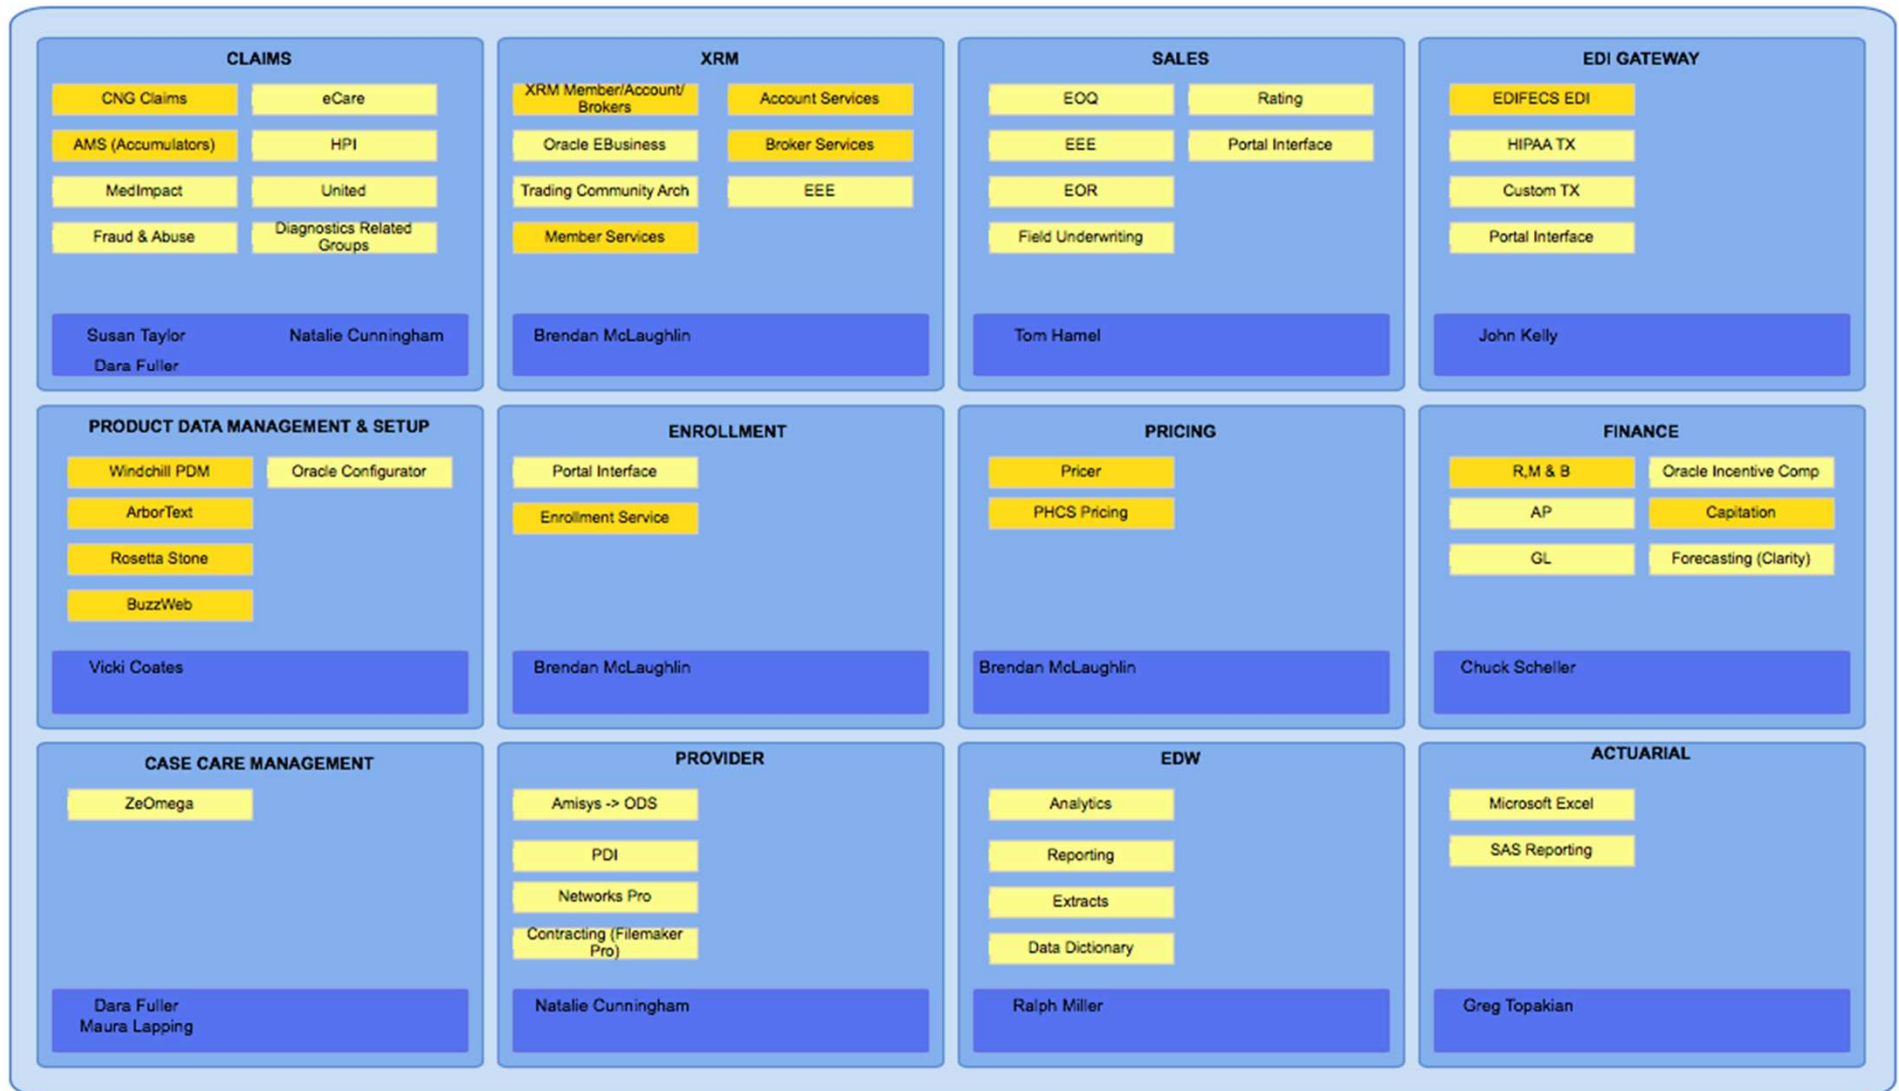 CLAIMS
CNG Claims
eCare
AMS (Accumulators)
HPI
MedImpact
United
Fraud & Abuse
Diagnostics Related
Groups
Susan Taylor
Natalie Cunningham
Dara Fuller
XRM
XRM Member/Account/
Brokers
Account Services
Oracle EBusiness
Broker Services
Trading Community Arch
EEE
Member Services
Brendan McLaughlin
SALES
EOQ
Rating
EEE
Portal Interface
EOR
Field Underwriting
Tom Hamel
EDI GATEWAY
EDIFECS EDI
HIPAA TX
Custom TX
Portal Interface
John Kelly
PRODUCT DATA MANAGEMENT & SETUP
Windchill PDM
Oracle Configurator
ArborText
Rosetta Stone
BuzzWeb
Vicki Coates
ENROLLMENT
Portal Interface
Enrollment Service
Brendan McLaughlin
PRICING
Pricer
PHCS Pricing
Brendan McLaughlin
FINANCE
R,M & B
Oracle Incentive Comp
AP
Capitation
GL
Forecasting (Clarity)
Chuck Scheller
CASE CARE MANAGEMENT
ZeOmega
Dara Fuller
Maura Lapping
PROVIDER
Amisys -> ODS
PDI
Networks Pro
Contracting (Filemaker
Pro)
Natalie Cunningham
EDW
Analytics
Reporting
Extracts
Data Dictionary
Ralph Miller
ACTUARIAL
Microsoft Excel
SAS Reporting
Greg Topakian